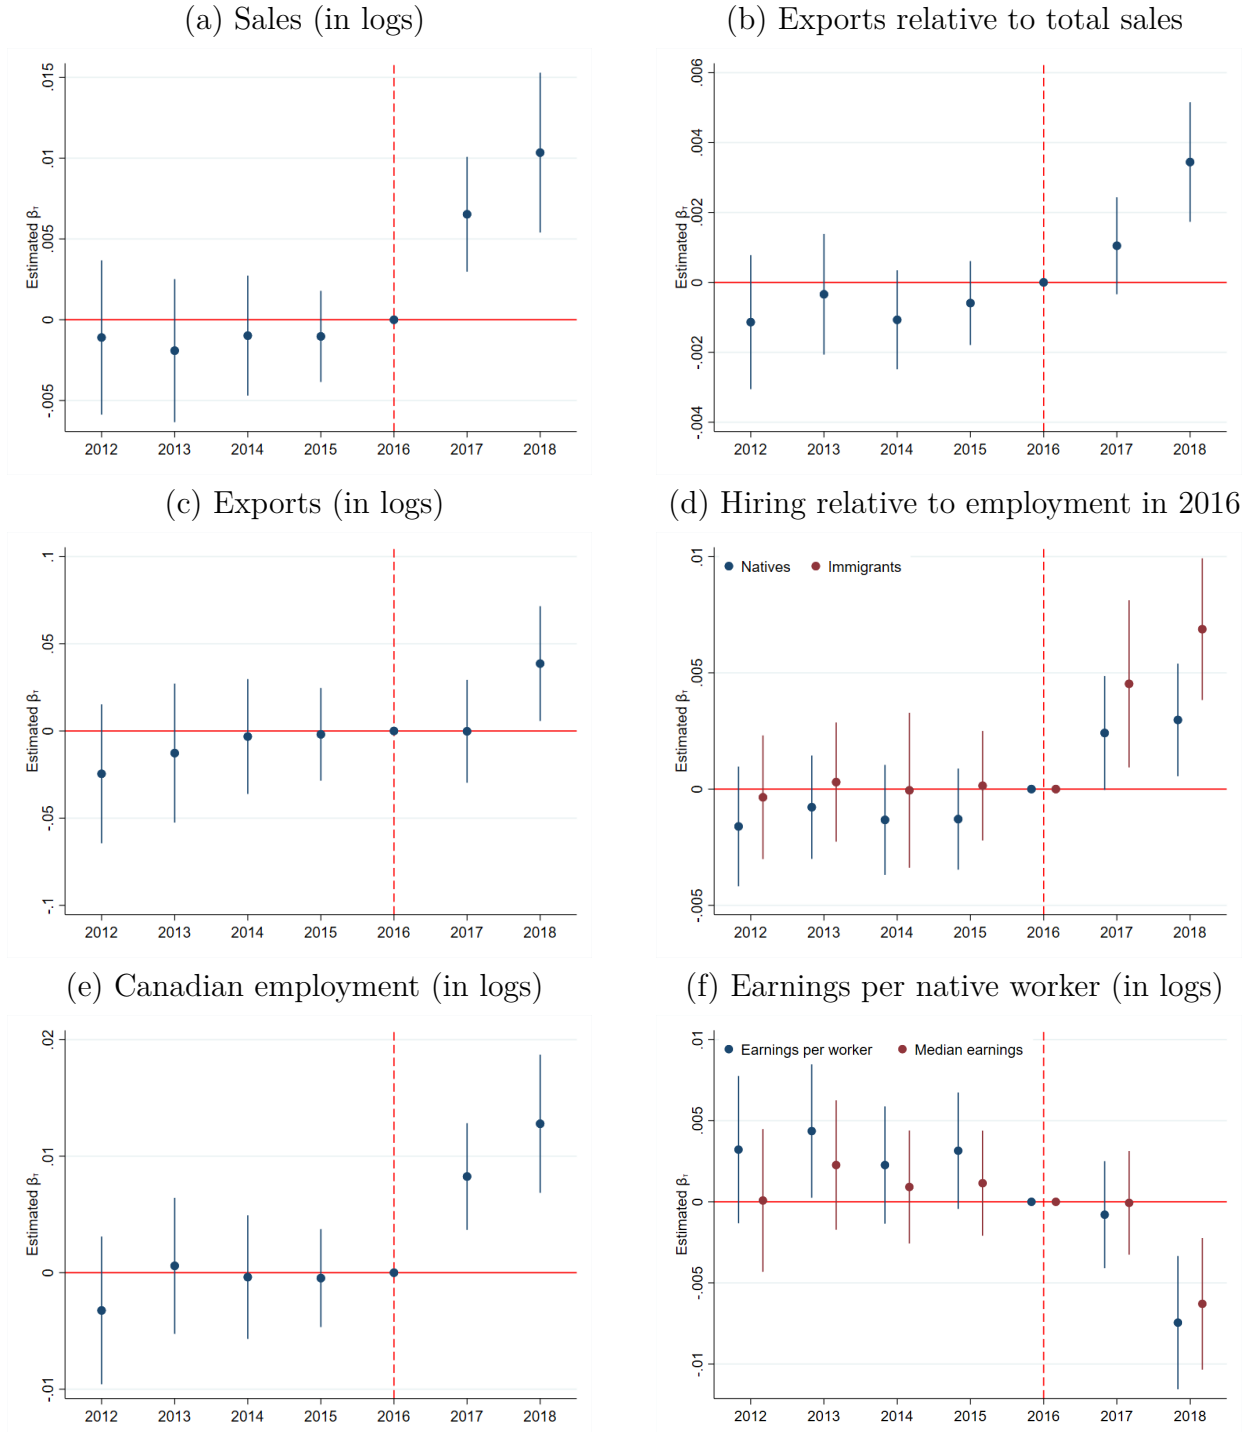 (a) Sales (in logs)
Estimated βτ
.015
.01
.005
0
-.005
2012 2013 2014 2015 2016 2017 2018
(b) Exports relative to total sales
Estimated βτ
.006
.004
.002
0
-.002
-.004
2012 2013 2014 2015 2016 2017 2018
(c) Exports (in logs)
Estimated βτ
.1
.05
0
-.05
-.1
2012 2013 2014 2015 2016 2017 2018
(d) Hiring relative to employment in 2016
Natives Immigrants
Estimated βτ
.01
.005
0
-.005
2012 2013 2014 2015 2016 2017 2018
(e) Canadian employment (in logs)
Estimated βτ
.02
.01
0
-.01
2012 2013 2014 2015 2016 2017 2018
(f) Earnings per native worker (in logs)
Earnings per worker Median earnings
Estimated βτ
.01
.005
0
-.005
-.01
2012 2013 2014 2015 2016 2017 2018